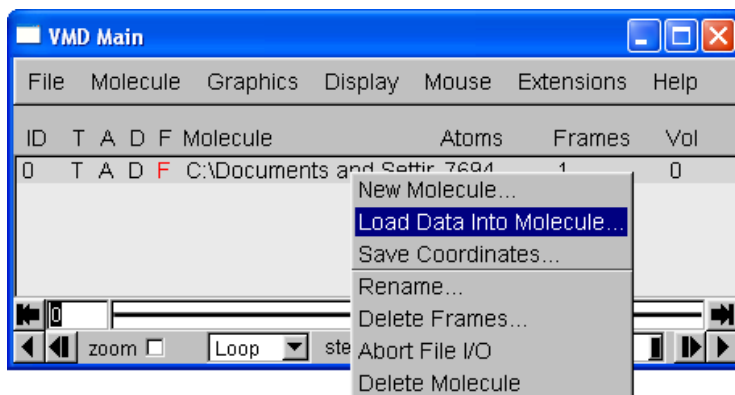 VMD Main
File Molecule Graphics Display Mouse Extensions Help
ID T A D F Molecule Atoms Frames Vol
0 T A D F C:\Documents and Settir 7694 1 0
New Molecule...
Load Data Into Molecule...
Save Coordinates...
Rename...
0
Delete Frames...
zoom Loop ste
Abort File I/O
Delete Molecule